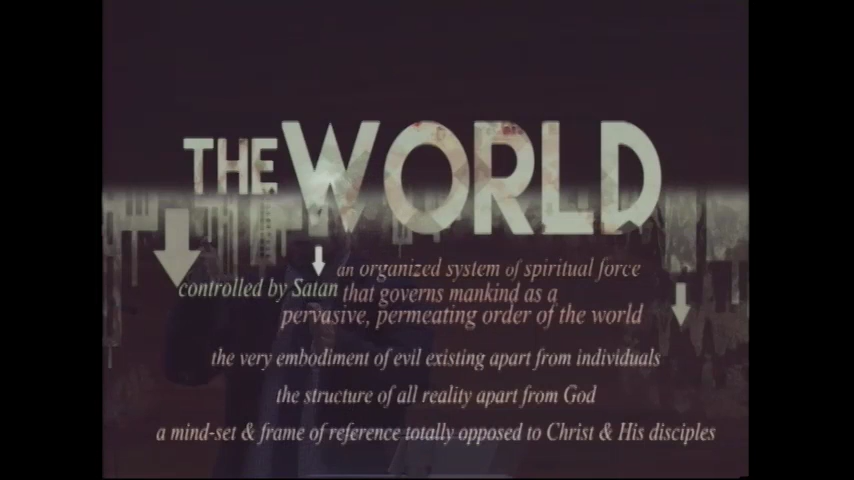 THE WORLD
an organized system of spiritual force
controlled by Satan that governs mankind as a
pervasive, permeating order of the world
the very embodiment of evil existing apart from individuals
the structure of all reality apart from God
a mind-set & frame of reference totally opposed to Christ & His disciples